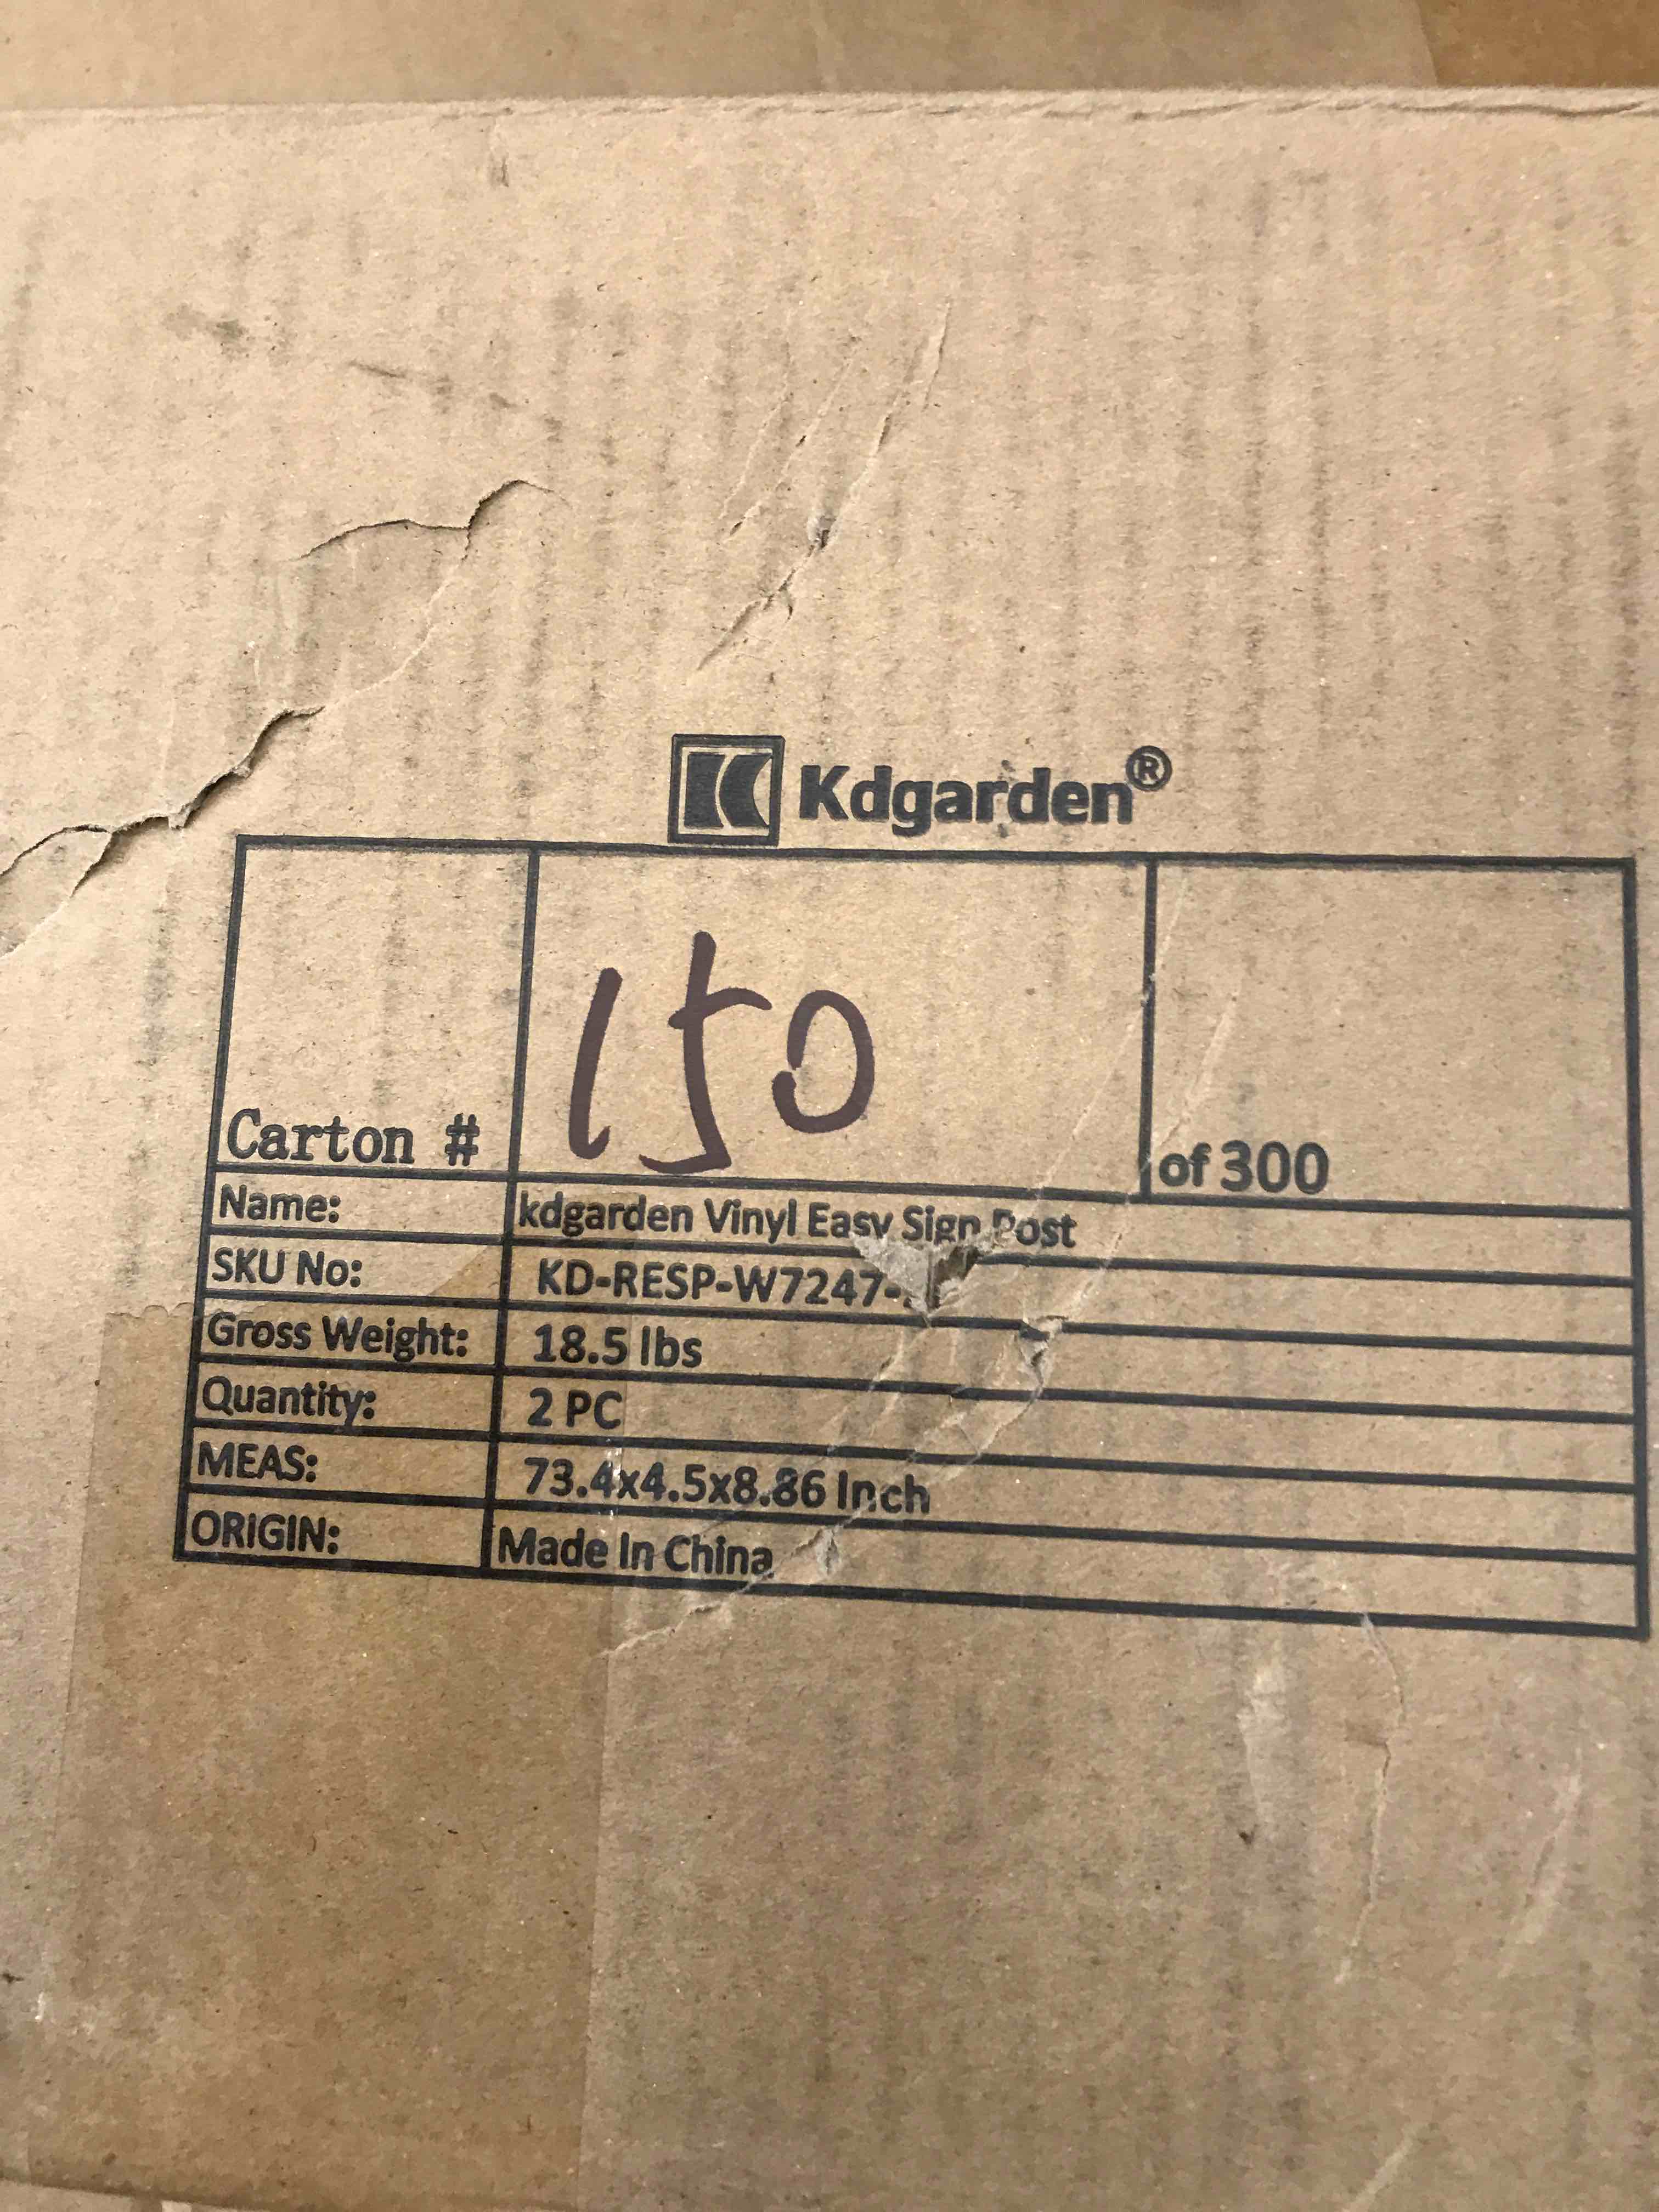 Kdgarden®
Carton # 150 of 300
Name: kdgarden Vinyl Easy Sign Post
SKU No: KD-RESP-W7247-
Gross Weight: 18.5 lbs
Quantity: 2 PC
MEAS: 73.4x4.5x8.86 Inch
ORIGIN: Made In China